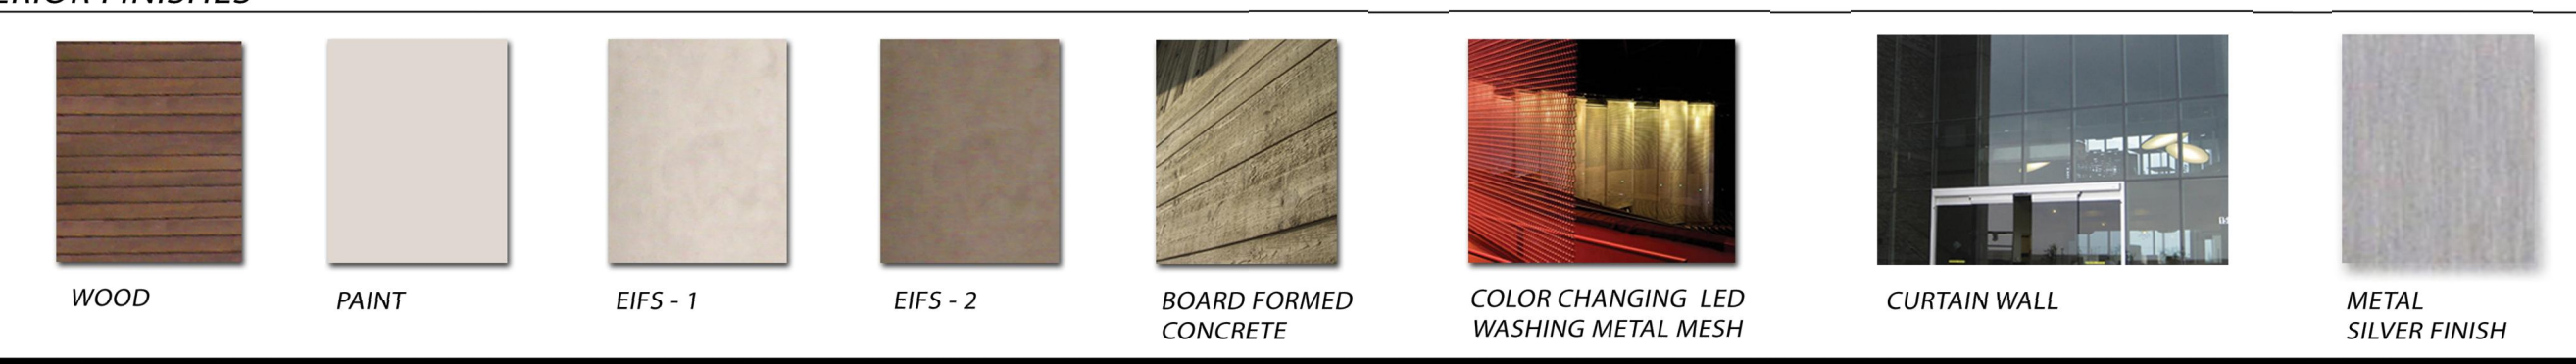 FINISHES
WOOD
PAINT
EIFS - 1
EIFS - 2
BOARD FORMED
CONCRETE
COLOR CHANGING LED
WASHING METAL MESH
CURTAIN WALL
METAL
SILVER FINISH